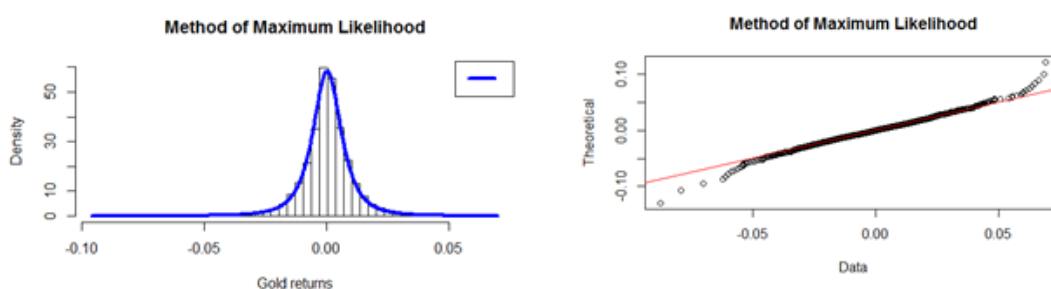 Method of Maximum Likelihood
Density
50
30
10
0
-0.10
-0.05
0.00
0.05
Gold returns
Method of Maximum Likelihood
Theoretical
0.10
0.00
-0.10
-0.05
0.00
0.05
Data